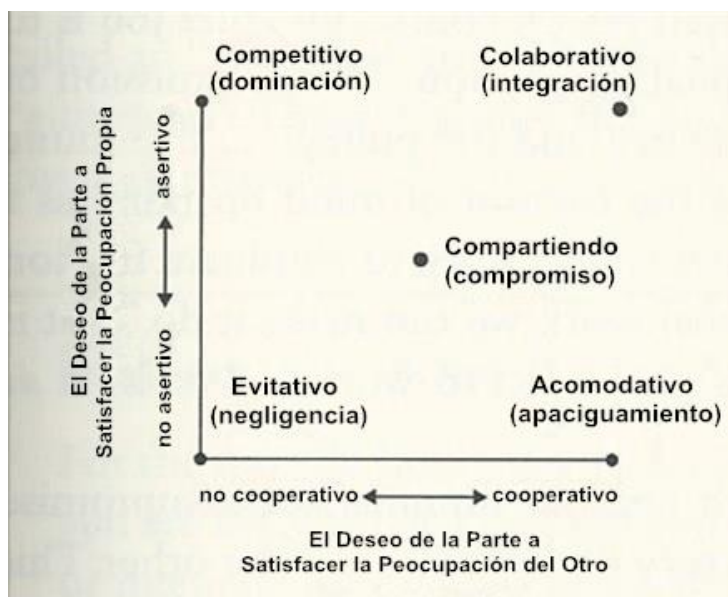 Competitivo
(dominación)
Colaborativo
(integración)
El Deseo de la Parte a
Satisfacer la Peocupación Propia
no asertivo
asertivo
Compartiendo
(compromiso)
Evitativo
(negligencia)
Acomodativo
(apaciguamiento)
no cooperativo
cooperativo
El Deseo de la Parte a
Satisfacer la Peocupación del Otro